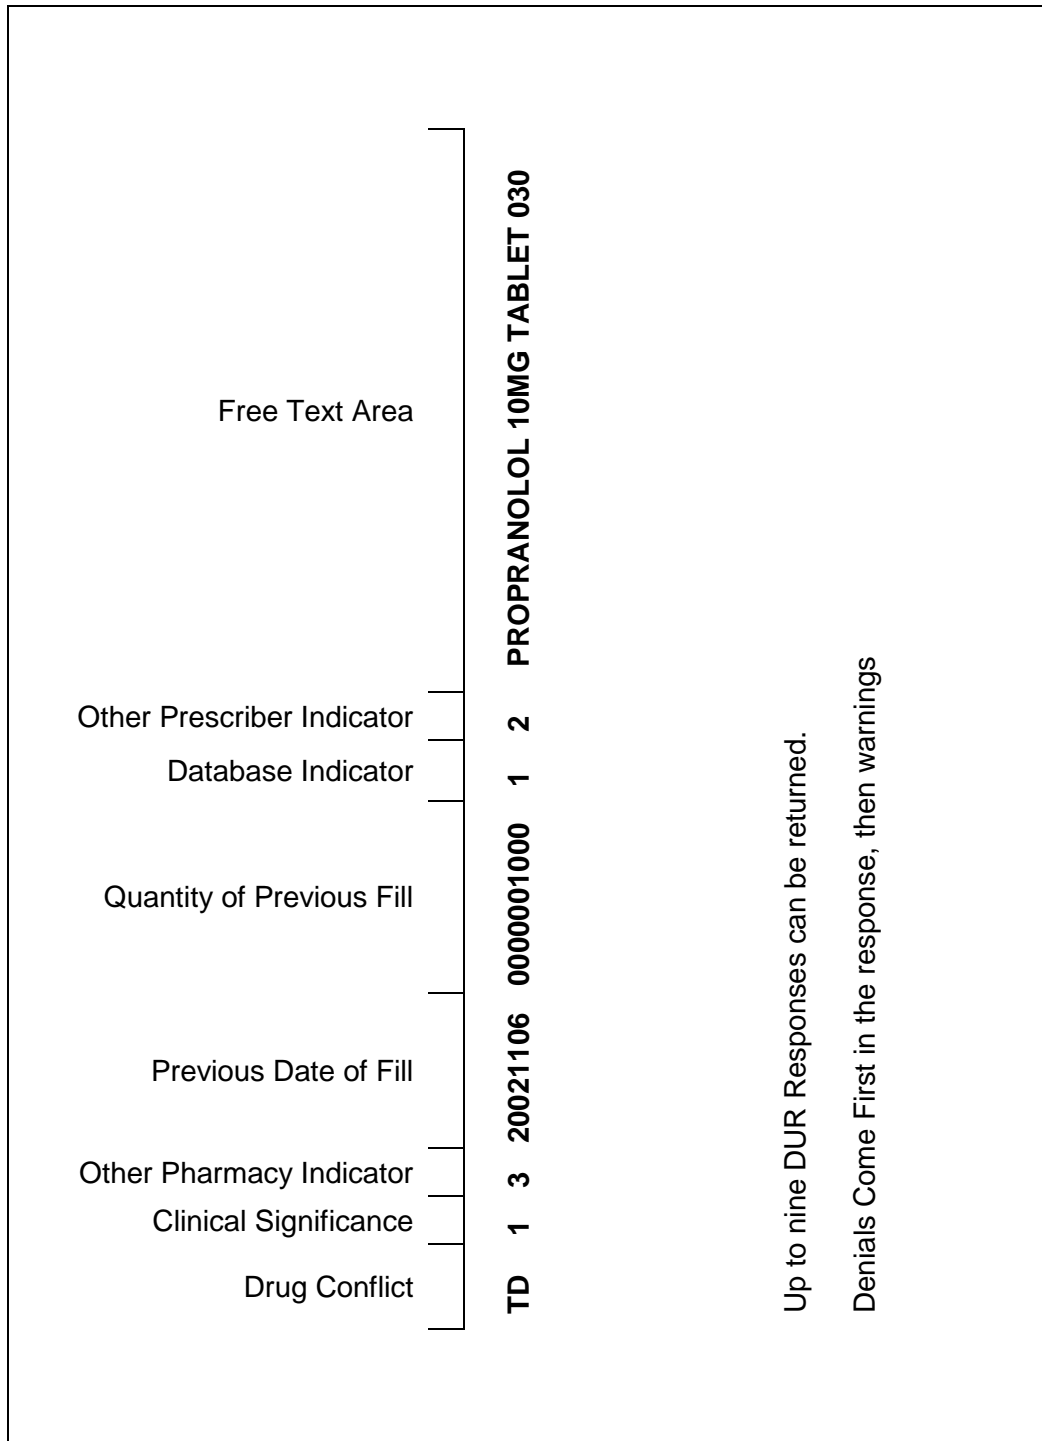 Free Text Area
Other Prescriber Indicator
Database Indicator
Quantity of Previous Fill
Previous Date of Fill
Other Pharmacy Indicator
Clinical Significance
Drug Conflict
TD 1 3 20021106 0000001000 1 2 PROPRANOLOL 10MG TABLET 030
Up to nine DUR Responses can be returned.
Denials Come First in the response, then warnings